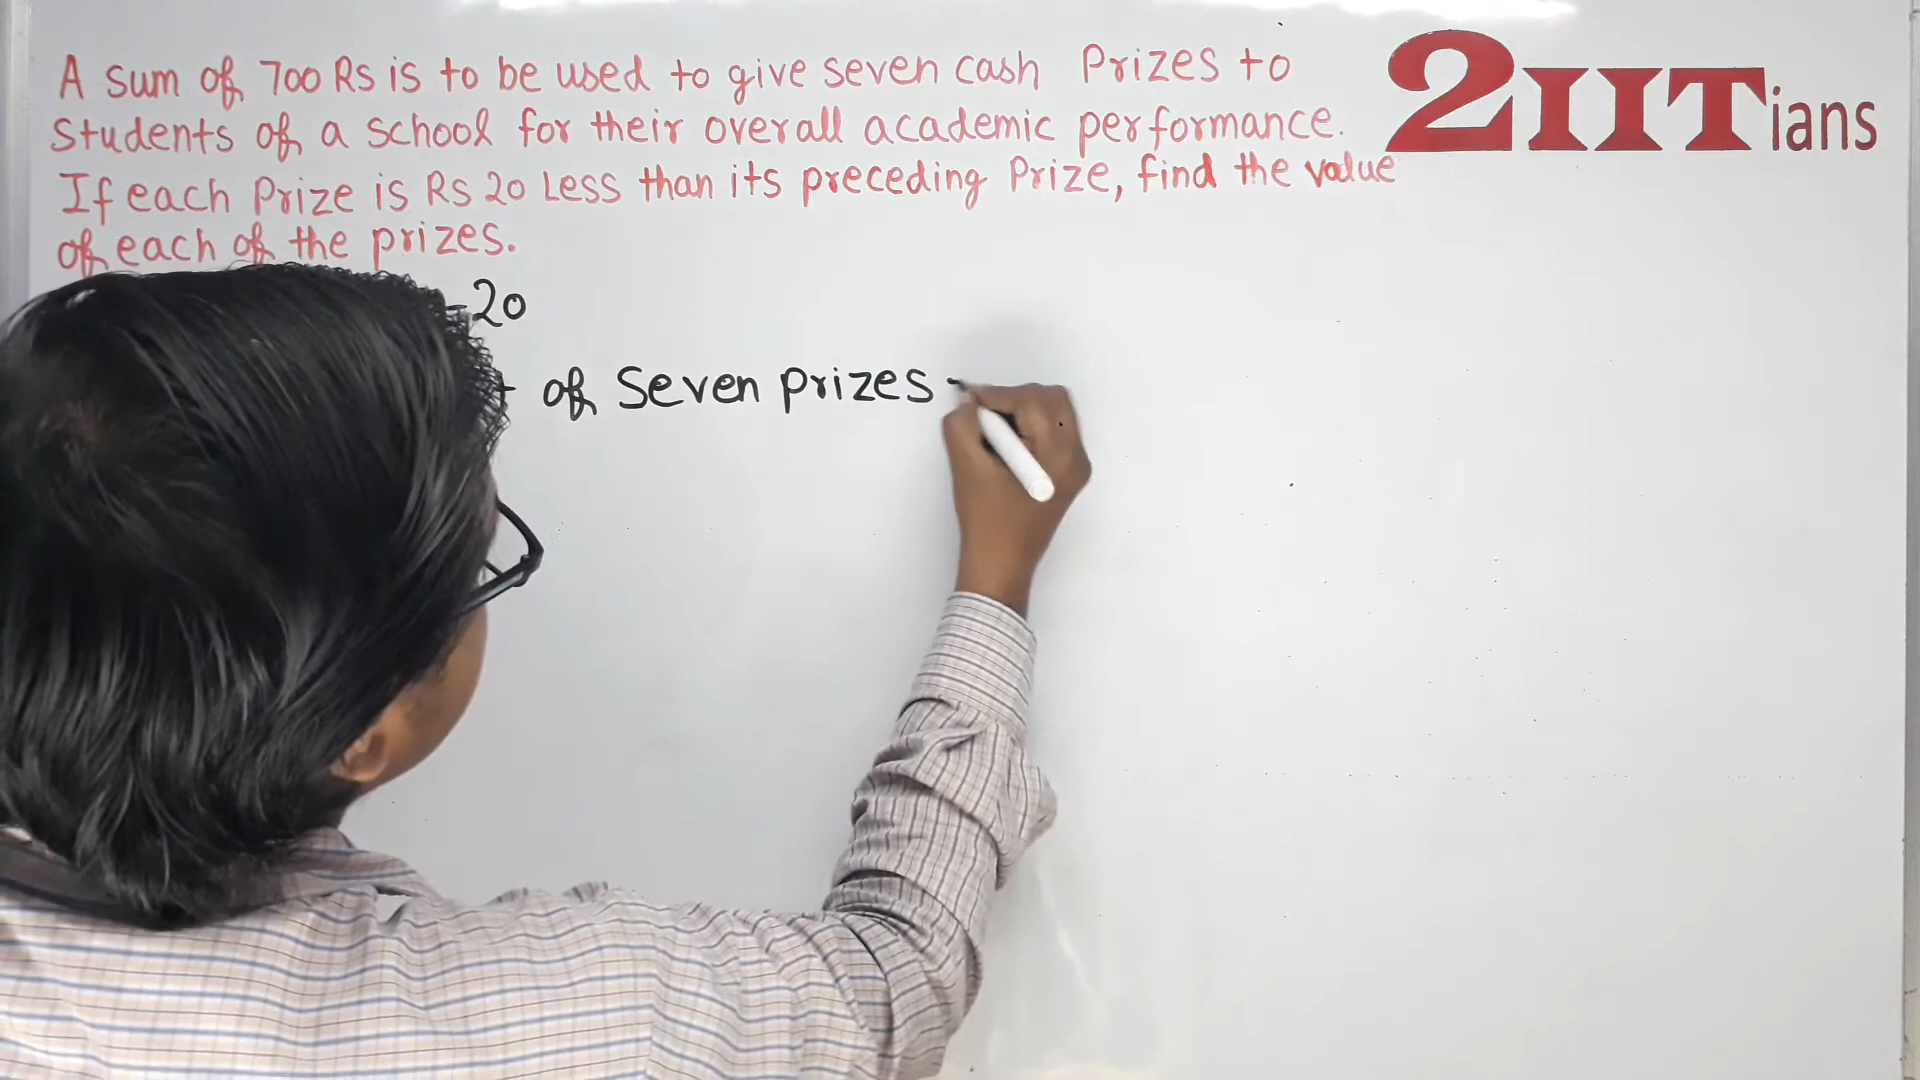 A sum of 700 Rs is to be used to give seven cash Prizes to
Students of a school for their overall academic performance.
If each Prize is Rs 20 Less than its preceding Prize, find the value
of each of the prizes.
2IITians
-20
of Seven prizes